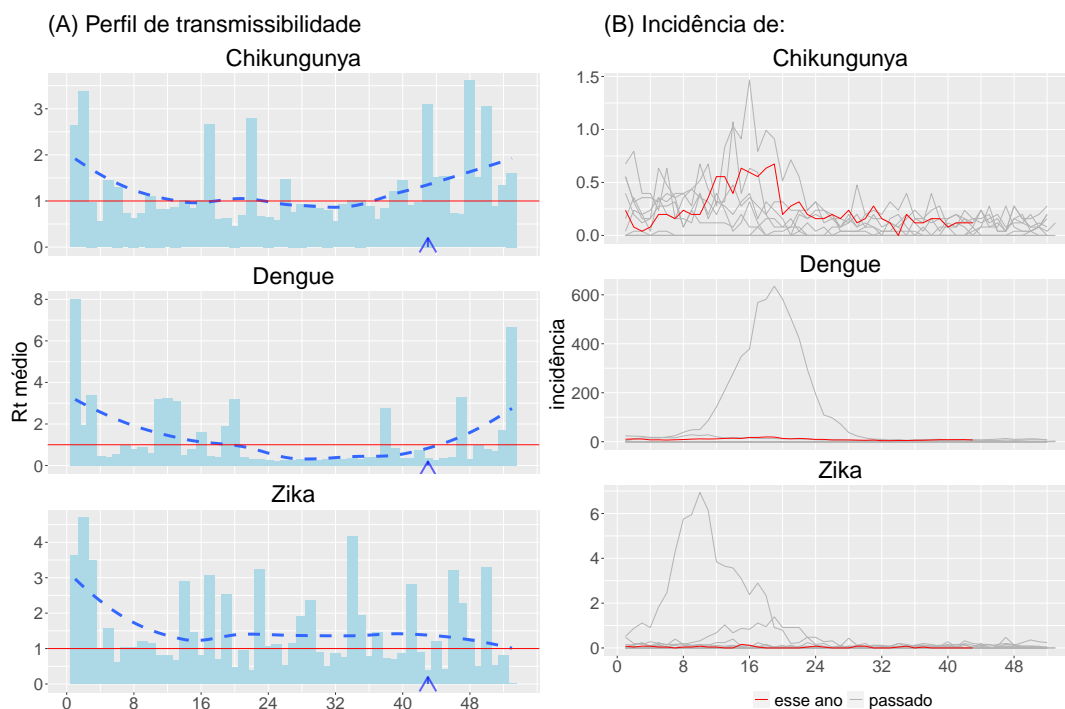 (A) Perfil de transmissibilidade
Chikungunya
3
2
1
0
Dengue
8
6
4
2
0
Rt médio
Zika
4
3
2
1
0
0 8 16 24 32 40 48
(B) Incidência de:
Chikungunya
1.5
1.0
0.5
0.0
Dengue
600
400
200
0
incidência
Zika
6
4
2
0
0 8 16 24 32 40 48
esse ano passado